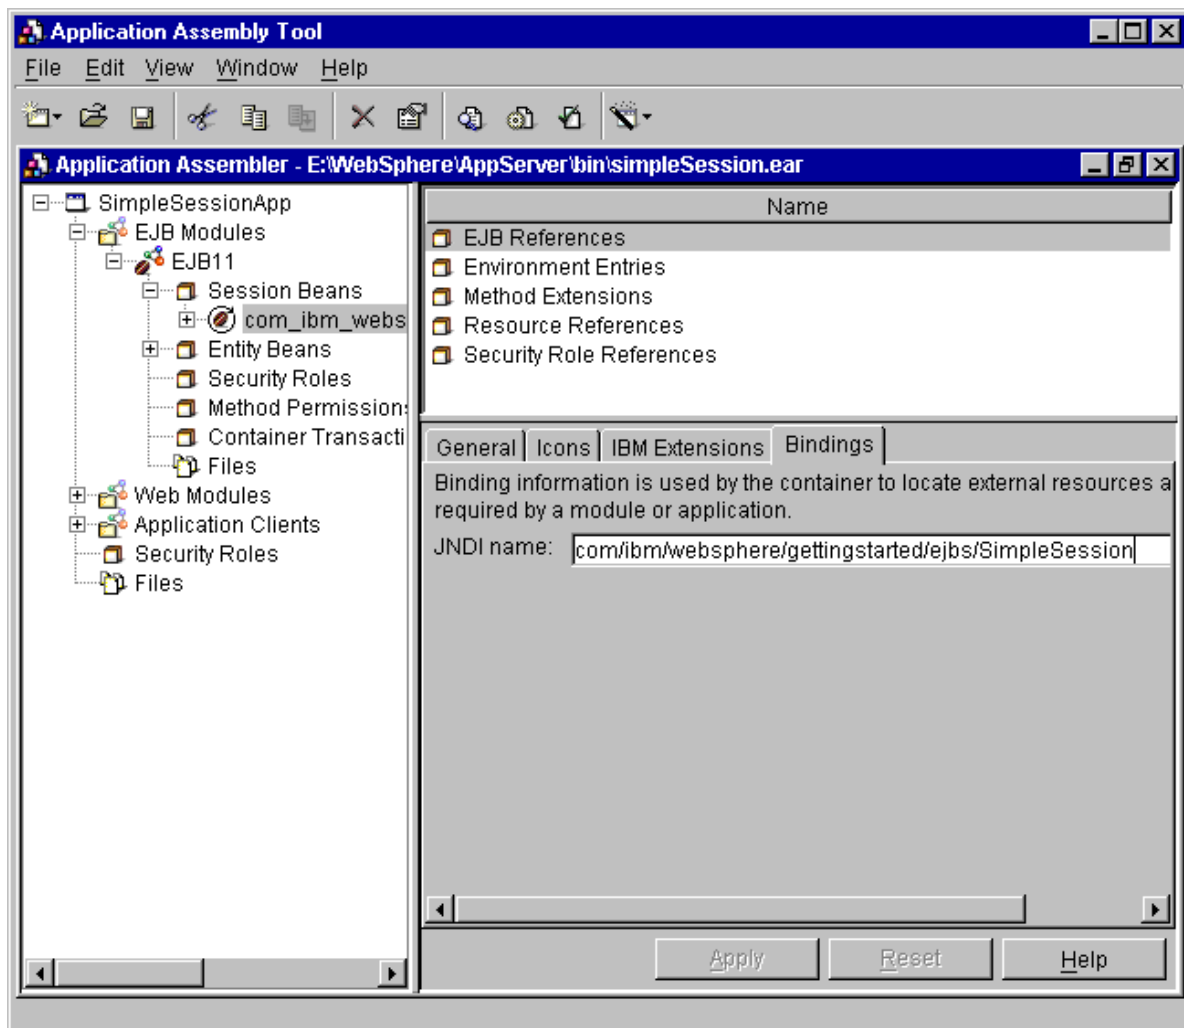 Application Assembly Tool
File Edit View Window Help
Application Assembler - E:\WebSphere\AppServer\bin\simpleSession.ear
SimpleSessionApp
EJB Modules
EJB11
Session Beans
com_ibm_webs
Entity Beans
Security Roles
Method Permission
Container Transacti
Files
Web Modules
Application Clients
Security Roles
Files
Name
EJB References
Environment Entries
Method Extensions
Resource References
Security Role References
General Icons IBM Extensions Bindings
Binding information is used by the container to locate external resources a
required by a module or application.
JNDI name: com/ibm/websphere/gettingstarted/ejbs/SimpleSession
Apply Reset Help